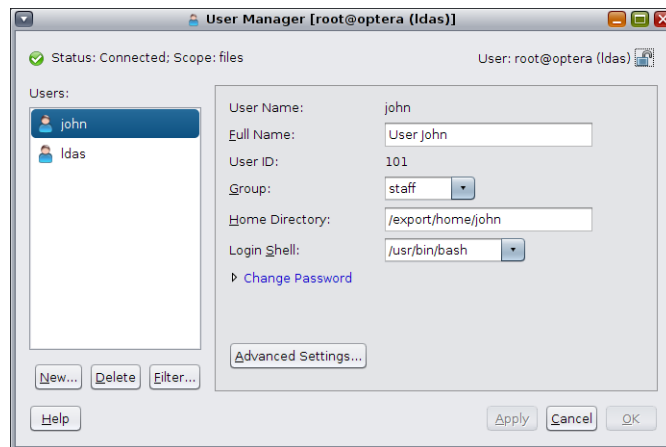 User Manager [root@optera (ldas)]
Status: Connected; Scope: files
User: root@optera (ldas)
Users:
john
ldas
User Name: john
Full Name: User John
User ID: 101
Group: staff
Home Directory: /export/home/john
Login Shell: /usr/bin/bash
Change Password
Advanced Settings...
New... Delete Filter...
Help Apply Cancel OK